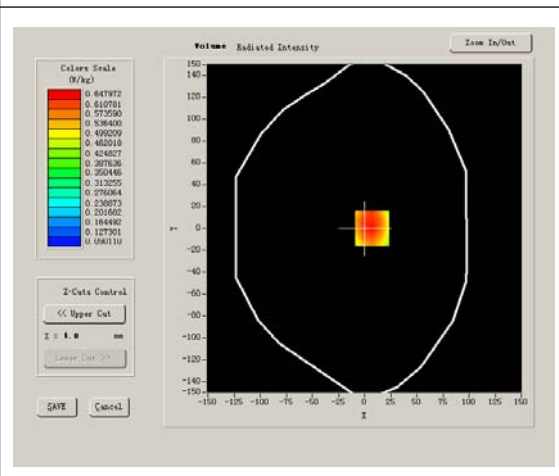 Volume Radiated Intensity
Zoom In/Out
Colors Scale
(W/kg)
0.647972
0.610781
0.573590
0.536400
0.499209
0.462018
0.424827
0.387636
0.350446
0.313255
0.276064
0.238873
0.201682
0.164492
0.127301
0.090110
Z-Cuts Control
<< Upper Cut
Z = 4.0 mm
Lower Cut >>
SAVE
Cancel
150
140
120
100
80
60
40
20
0
-20
-40
-60
-80
-100
-120
-140
-150
Y
-150 -125 -100 -75 -50 -25 0 25 50 75 100 125 150
X